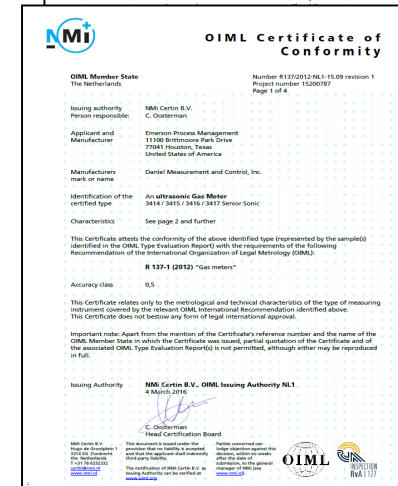 NMi
OIML Certificate of
Conformity
OIML Member State
The Netherlands
Number R137/2012-NL1-15.09 revision 1
Project number 15200787
Page 1 of 4
Issuing authority
Person responsible:
NMi Certin B.V.
C. Oosterman
Applicant and
Manufacturer
Emerson Process Management
11100 Brittmoore Park Drive
77041 Houston, Texas
United States of America
Manufacturers
mark or name
Daniel Measurement and Control, Inc.
Identification of the
certified type
An ultrasonic Gas Meter
3414 / 3415 / 3416 / 3417 Senior Sonic
Characteristics
See page 2 and further
This Certificate attests the conformity of the above identified type (represented by the sample(s)
identified in the OIML Type Evaluation Report) with the requirements of the following
Recommendation of the International Organization of Legal Metrology (OIML):
R 137-1 (2012) "Gas meters"
Accuracy class
0,5
This Certificate relates only to the metrological and technical characteristics of the type of measuring
instrument covered by the relevant OIML International Recommendation identified above.
This Certificate does not bestow any form of legal international approval.
Important note: Apart from the mention of the Certificate's reference number and the name of the
OIML Member State in which the Certificate was issued, partial quotation of the Certificate and of
the associated OIML Type Evaluation Report(s) is not permitted, although either may be reproduced
in full.
Issuing Authority
NMi Certin B.V., OIML Issuing Authority NL1
4 March 2016
C. Oosterman
Head Certification Board
NMi Certin B.V.
Hugo de Grootplein 1
3314 EG Dordrecht
the Netherlands
T +31 78 6332332
certin@nmi.nl
www.nmi.nl
This document is issued under the
provision that no liability is accepted
and that the applicant shall indemnify
third-party liability.
The notification of NMi Certin B.V. as
Issuing Authority can be verified at
www.oiml.org
Parties concerned can
lodge objection against this
decision, within six weeks
after the date of
submission, to the general
manager of NMi (see
www.nmi.nl).
OIML
INSPECTION
RvA I 122